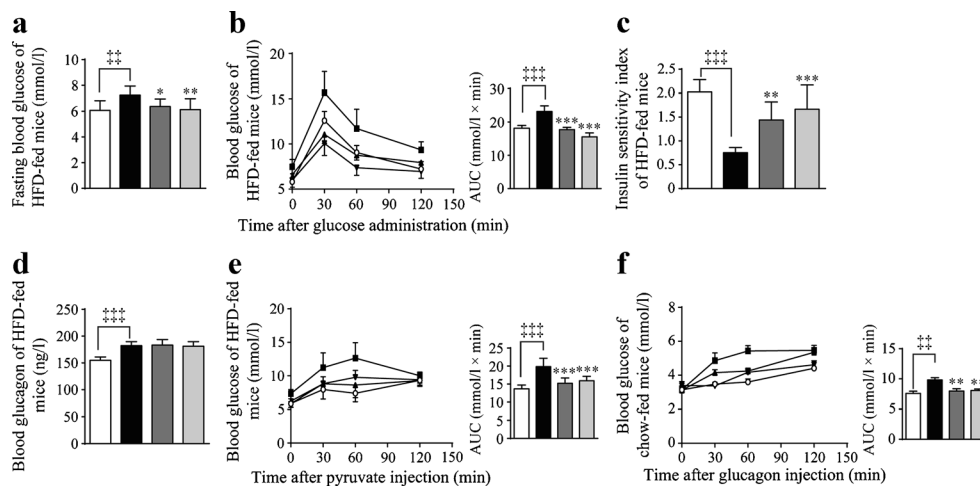 a
Fasting blood glucose of
HFD-fed mice (mmol/l)
10
8
6
4
2
0
‡‡
*
**
b
Blood glucose of
HFD-fed mice (mmol/l)
20
15
10
5
0 30 60 90 120 150
Time after glucose administration (min)
AUC (mmol/l × min)
30
20
10
0
‡‡‡
***
***
c
Insulin sensitivity index
of HFD-fed mice
2.5
2.0
1.5
1.0
0.5
0
‡‡‡
**
***
d
Blood glucagon of HFD-fed
mice (ng/l)
250
200
150
100
50
0
‡‡‡
e
Blood glucose of HFD-fed
mice (mmol/l)
20
15
10
5
0
0 30 60 90 120 150
Time after pyruvate injection (min)
AUC (mmol/l × min)
25
20
15
10
5
0
‡‡‡
***
***
f
Blood glucose of
chow-fed mice (mmol/l)
8
6
4
2
0
0 30 60 90 120 150
Time after glucagon injection (min)
AUC (mmol/l × min)
15
10
5
0
‡‡
**